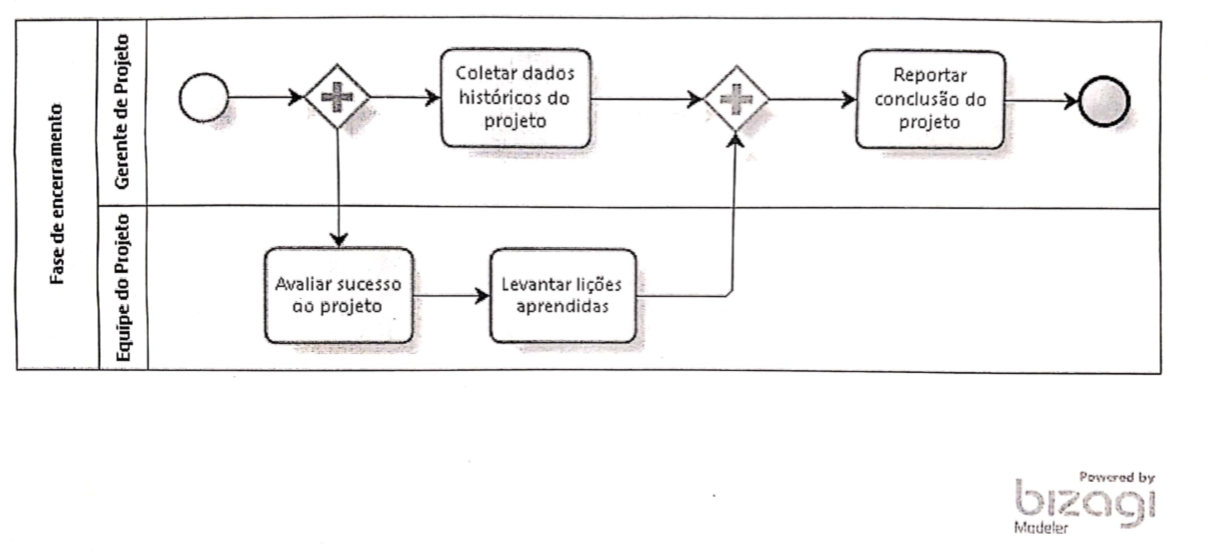 Fase de encerramento
Gerente de Projeto
Coletar dados
históricos do
projeto
Reportar
conclusão do
projeto
Equipe do Projeto
Avaliar sucesso
do projeto
Levantar lições
aprendidas
Powered by
bizagi
Modeler